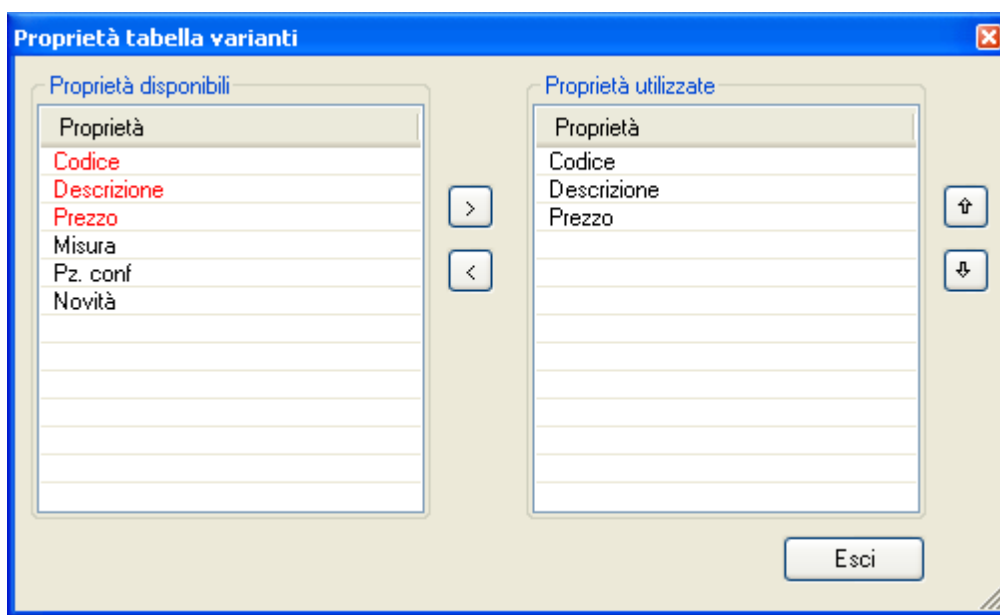 Proprietà tabella varianti
Proprietà disponibili
Proprietà
Codice
Descrizione
Prezzo
Misura
Pz. conf
Novità
>
<
Proprietà utilizzate
Proprietà
Codice
Descrizione
Prezzo
Esci